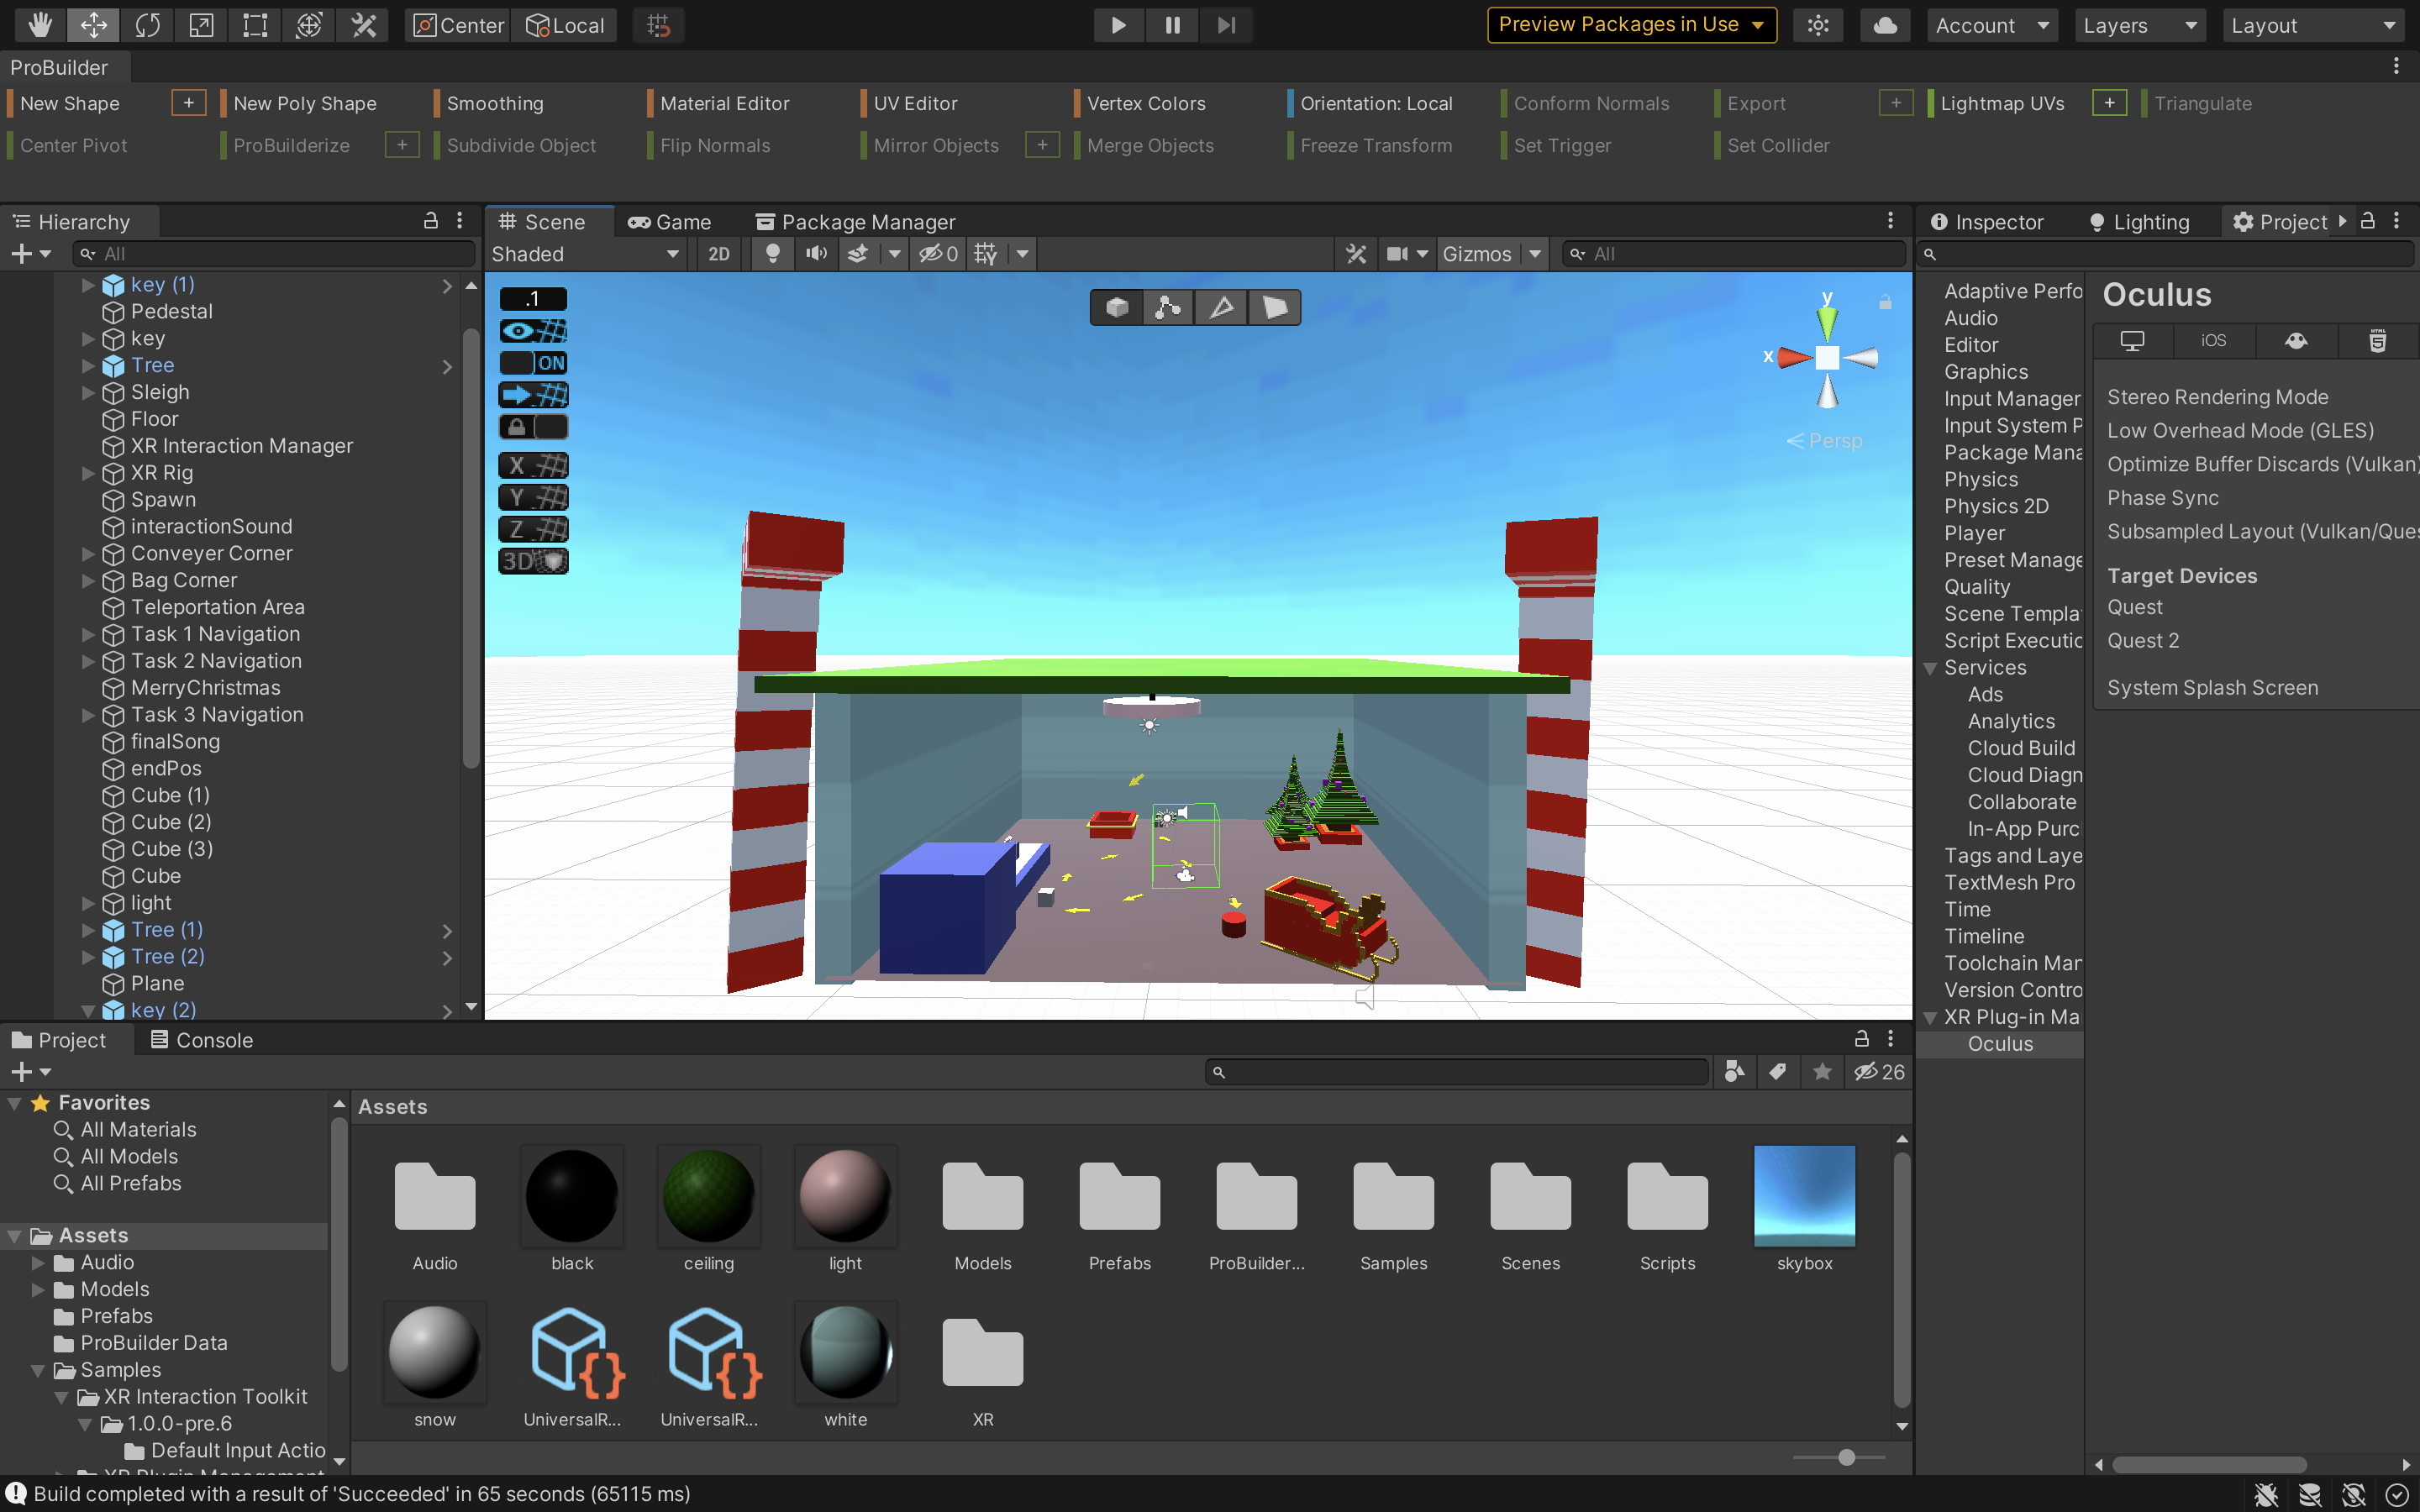 Center Local Preview Packages in Use Account Layers Layout
ProBuilder
New Shape + New Poly Shape Smoothing Material Editor UV Editor Vertex Colors Orientation: Local Conform Normals Export + Lightmap UVs + Triangulate
Center Pivot ProBuilderize + Subdivide Object Flip Normals Mirror Objects + Merge Objects Freeze Transform Set Trigger Set Collider
Hierarchy
All
key (1)
Pedestal
key
Tree
Sleigh
Floor
XR Interaction Manager
XR Rig
Spawn
interactionSound
Conveyer Corner
Bag Corner
Teleportation Area
Task 1 Navigation
Task 2 Navigation
MerryChristmas
Task 3 Navigation
finalSong
endPos
Cube (1)
Cube (2)
Cube (3)
Cube
light
Tree (1)
Tree (2)
Plane
key (2)
Scene Game Package Manager
Shaded 2D 0 Gizmos All
.1
ON
X
Y
Z
3D
y
x
Persp
Inspector Lighting Project
Adaptive Perfo
Audio
Editor
Graphics
Input Manager
Input System P
Package Mana
Physics
Physics 2D
Player
Preset Manage
Quality
Scene Templa
Script Executio
Services
Ads
Analytics
Cloud Build
Cloud Diagn
Collaborate
In-App Purc
Tags and Laye
TextMesh Pro
Time
Timeline
Toolchain Man
Version Contro
XR Plug-in Ma
Oculus
Oculus
iOS HTML 5
Stereo Rendering Mode
Low Overhead Mode (GLES)
Optimize Buffer Discards (Vulkan)
Phase Sync
Subsampled Layout (Vulkan/Ques
Target Devices
Quest
Quest 2
System Splash Screen
Project Console
26
Favorites
All Materials
All Models
All Prefabs
Assets
Audio
Models
Prefabs
ProBuilder Data
Samples
XR Interaction Toolkit
1.0.0-pre.6
Default Input Actio
XR Plugin Management
Assets
Audio black ceiling light Models Prefabs ProBuilder... Samples Scenes Scripts skybox
snow UniversalR... UniversalR... white XR
Build completed with a result of 'Succeeded' in 65 seconds (65115 ms)